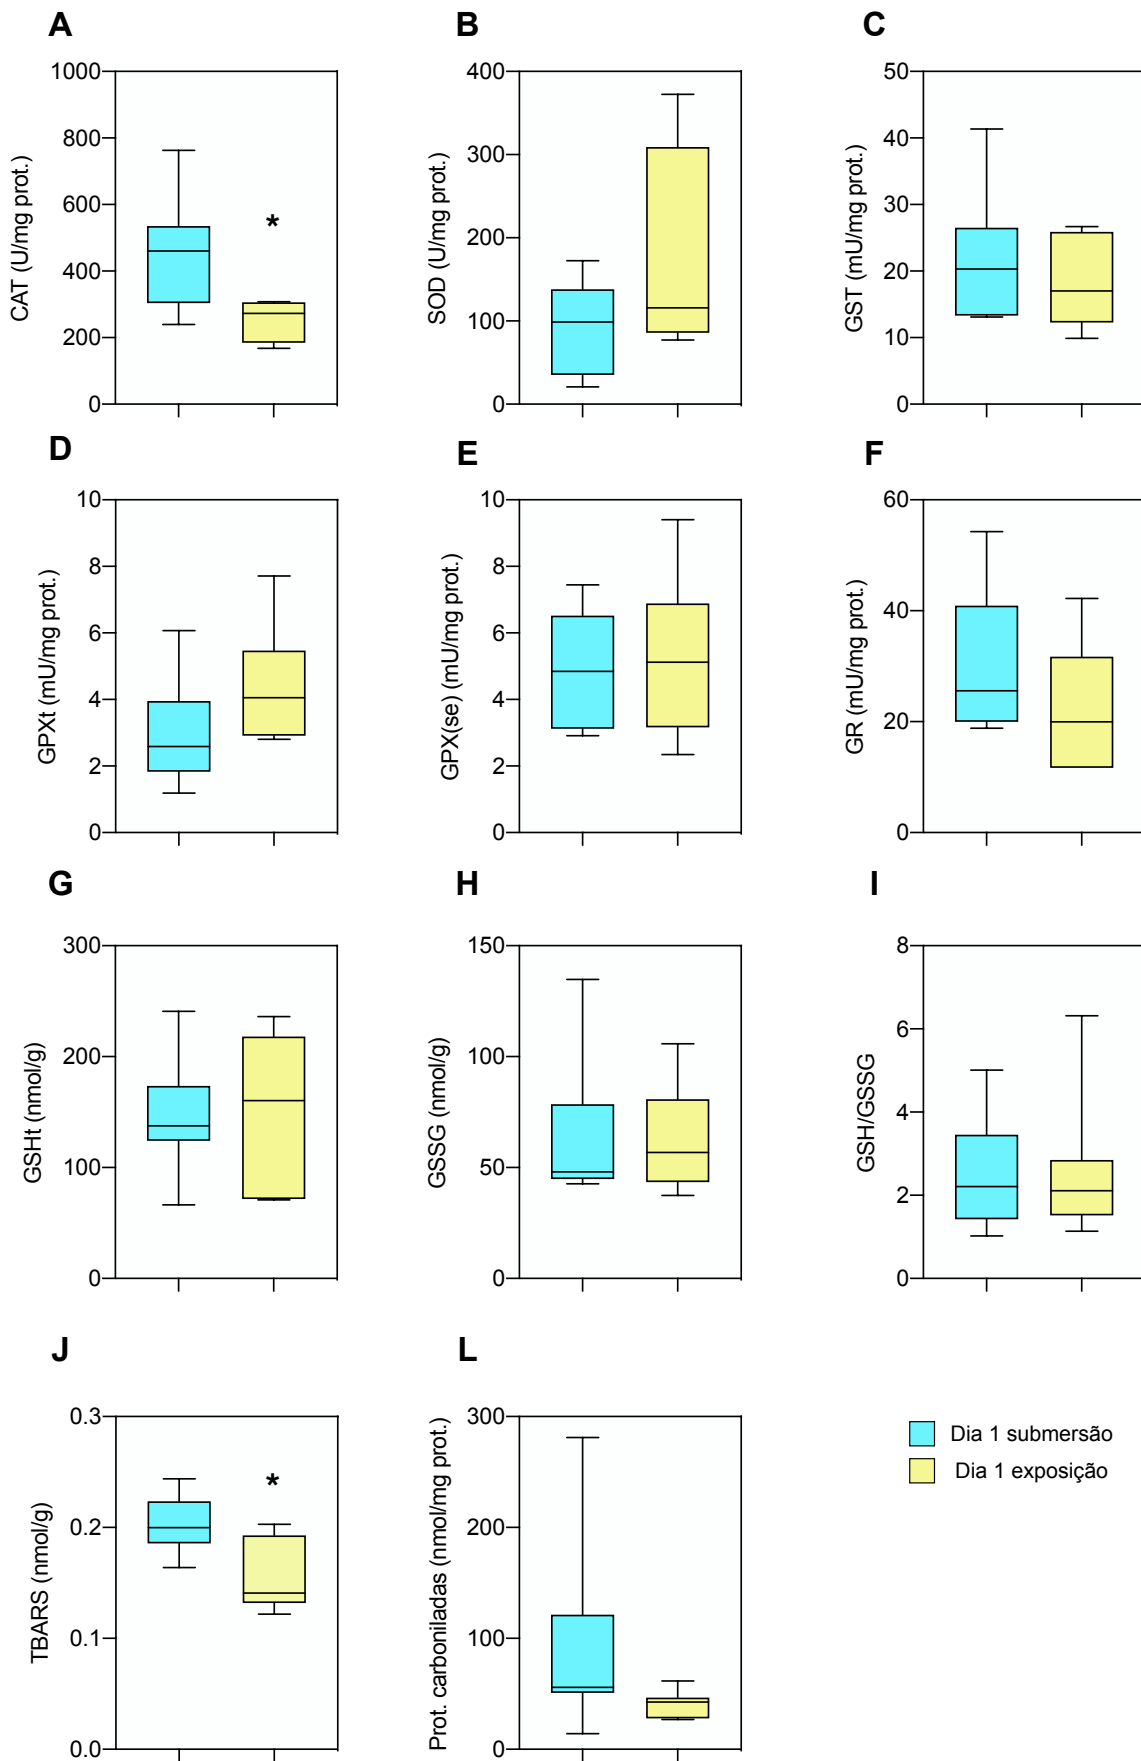 A
B
C
1000
800
600
400
200
0
CAT (U/mg prot.)
*
400
300
200
100
0
SOD (U/mg prot.)
50
40
30
20
10
0
GST (mU/mg prot.)
D
E
F
10
8
6
4
2
0
GPXt (mU/mg prot.)
10
8
6
4
2
0
GPX(se) (mU/mg prot.)
60
40
20
0
GR (mU/mg prot.)
G
H
I
300
200
100
0
GSHt (nmol/g)
150
100
50
0
GSSG (nmol/g)
8
6
4
2
0
GSH/GSSG
J
L
0.3
0.2
0.1
0.0
TBARS (nmol/g)
*
300
200
100
0
Prot. carboniladas (nmol/mg prot.)
Dia 1 submersão
Dia 1 exposição